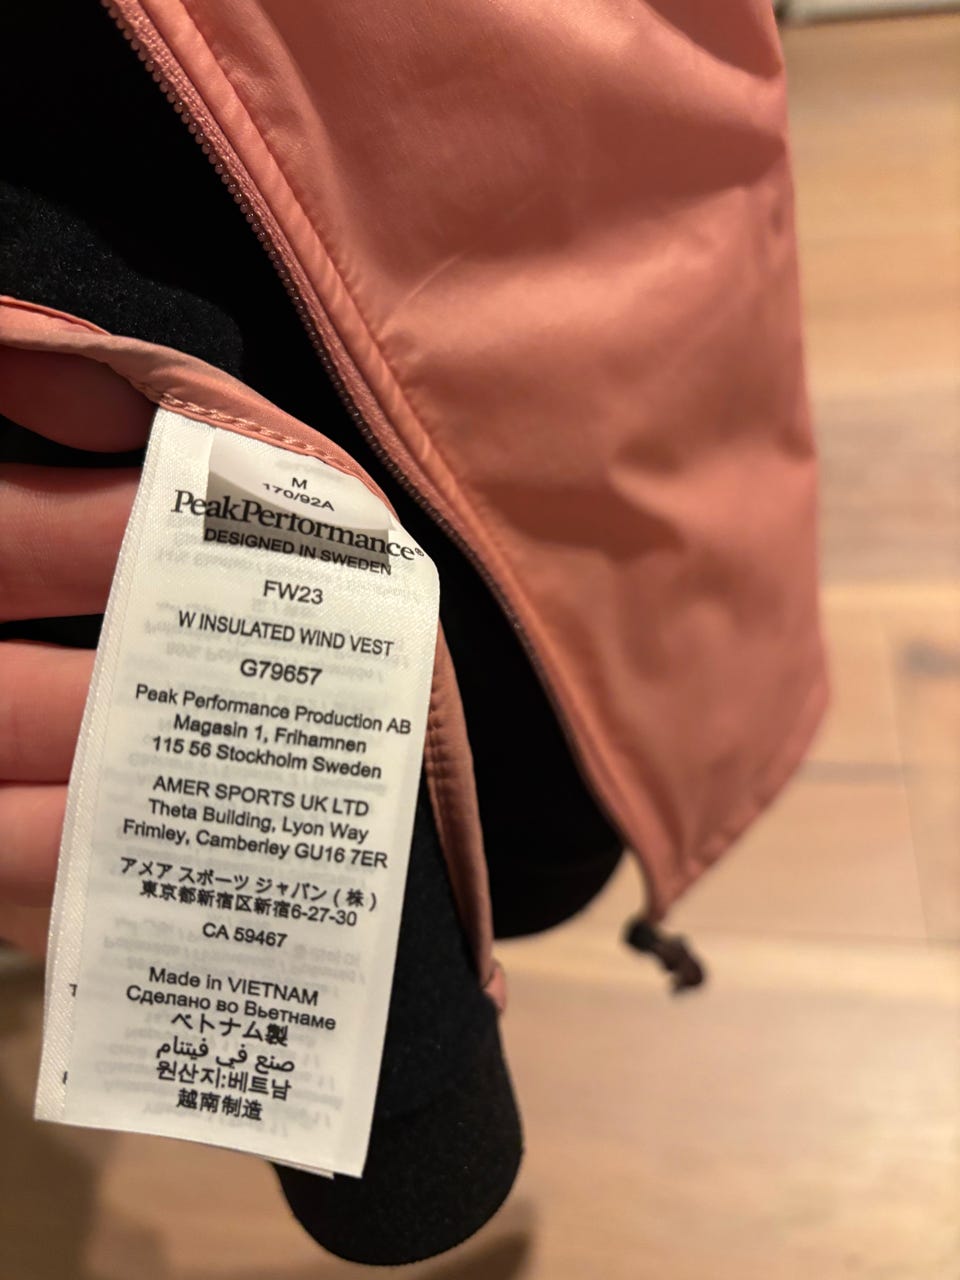 M
170/92A
PeakPerformance®
DESIGNED IN SWEDEN
FW23
W INSULATED WIND VEST
G79657
Peak Performance Production AB
Magasin 1, Frihamnen
115 56 Stockholm Sweden
AMER SPORTS UK LTD
Theta Building, Lyon Way
Frimley, Camberley GU16 7ER
アメア スポーツ ジャパン ( 株 )
東京都新宿区新宿6-27-30
CA 59467
Made in VIETNAM
Сделано во Вьетнаме
ベトナム製
صنع في فيتنام
원산지:베트남
越南制造